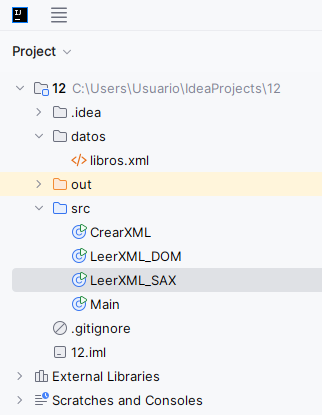 IJ
Project
12 C:\Users\Usuario\IdeaProjects\12
.idea
datos
</> libros.xml
out
src
CrearXML
LeerXML_DOM
LeerXML_SAX
Main
.gitignore
12.iml
External Libraries
Scratches and Consoles